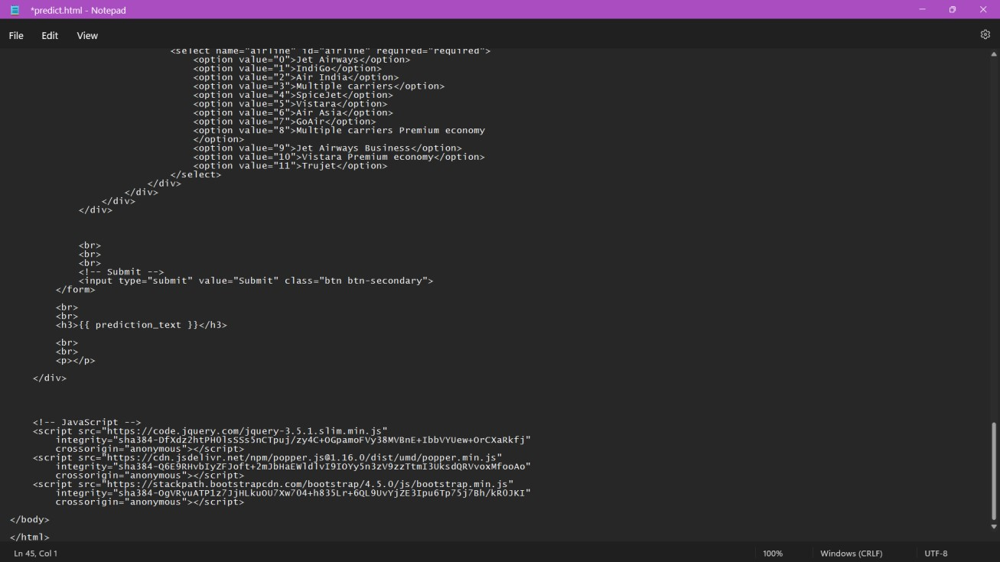 *predict.html - Notepad
File Edit View
<select name="airline" id="airline" required="required">
<option value="0">Jet Airways</option>
<option value="1">IndiGo</option>
<option value="2">Air India</option>
<option value="3">Multiple carriers</option>
<option value="4">SpiceJet</option>
<option value="5">Vistara</option>
<option value="6">Air Asia</option>
<option value="7">GoAir</option>
<option value="8">Multiple carriers Premium economy
</option>
<option value="9">Jet Airways Business</option>
<option value="10">Vistara Premium economy</option>
<option value="11">Trujet</option>
</select>
</div>
</div>
</div>
</div>
<br>
<br>
<br>
<!-- Submit -->
<input type="submit" value="Submit" class="btn btn-secondary">
</form>
<br>
<br>
<h3>{{ prediction_text }}</h3>
<br>
<br>
<p></p>
</div>
<!-- JavaScript -->
<script src="https://code.jquery.com/jquery-3.5.1.slim.min.js"
integrity="sha384-DfXdz2htPH0lsSSs5nCTpuj/zy4C+OGpamoFVy38MVBnE+IbbVYUew+OrCXaRkfj"
crossorigin="anonymous"></script>
<script src="https://cdn.jsdelivr.net/npm/popper.js@1.16.0/dist/umd/popper.min.js"
integrity="sha384-Q6E9RHvbIyZFJoft+2mJbHaEWldlvI9IOYy5n3zV9zzTtmI3UksdQRVvoxMfooAo"
crossorigin="anonymous"></script>
<script src="https://stackpath.bootstrapcdn.com/bootstrap/4.5.0/js/bootstrap.min.js"
integrity="sha384-OgVRvuATP1z7JjHLkuOU7Xw704+h835Lr+6QL9UvYjZE3Ipu6Tp75j7Bh/kR0JKI"
crossorigin="anonymous"></script>
</body>
</html>
Ln 45, Col 1 100% Windows (CRLF) UTF-8